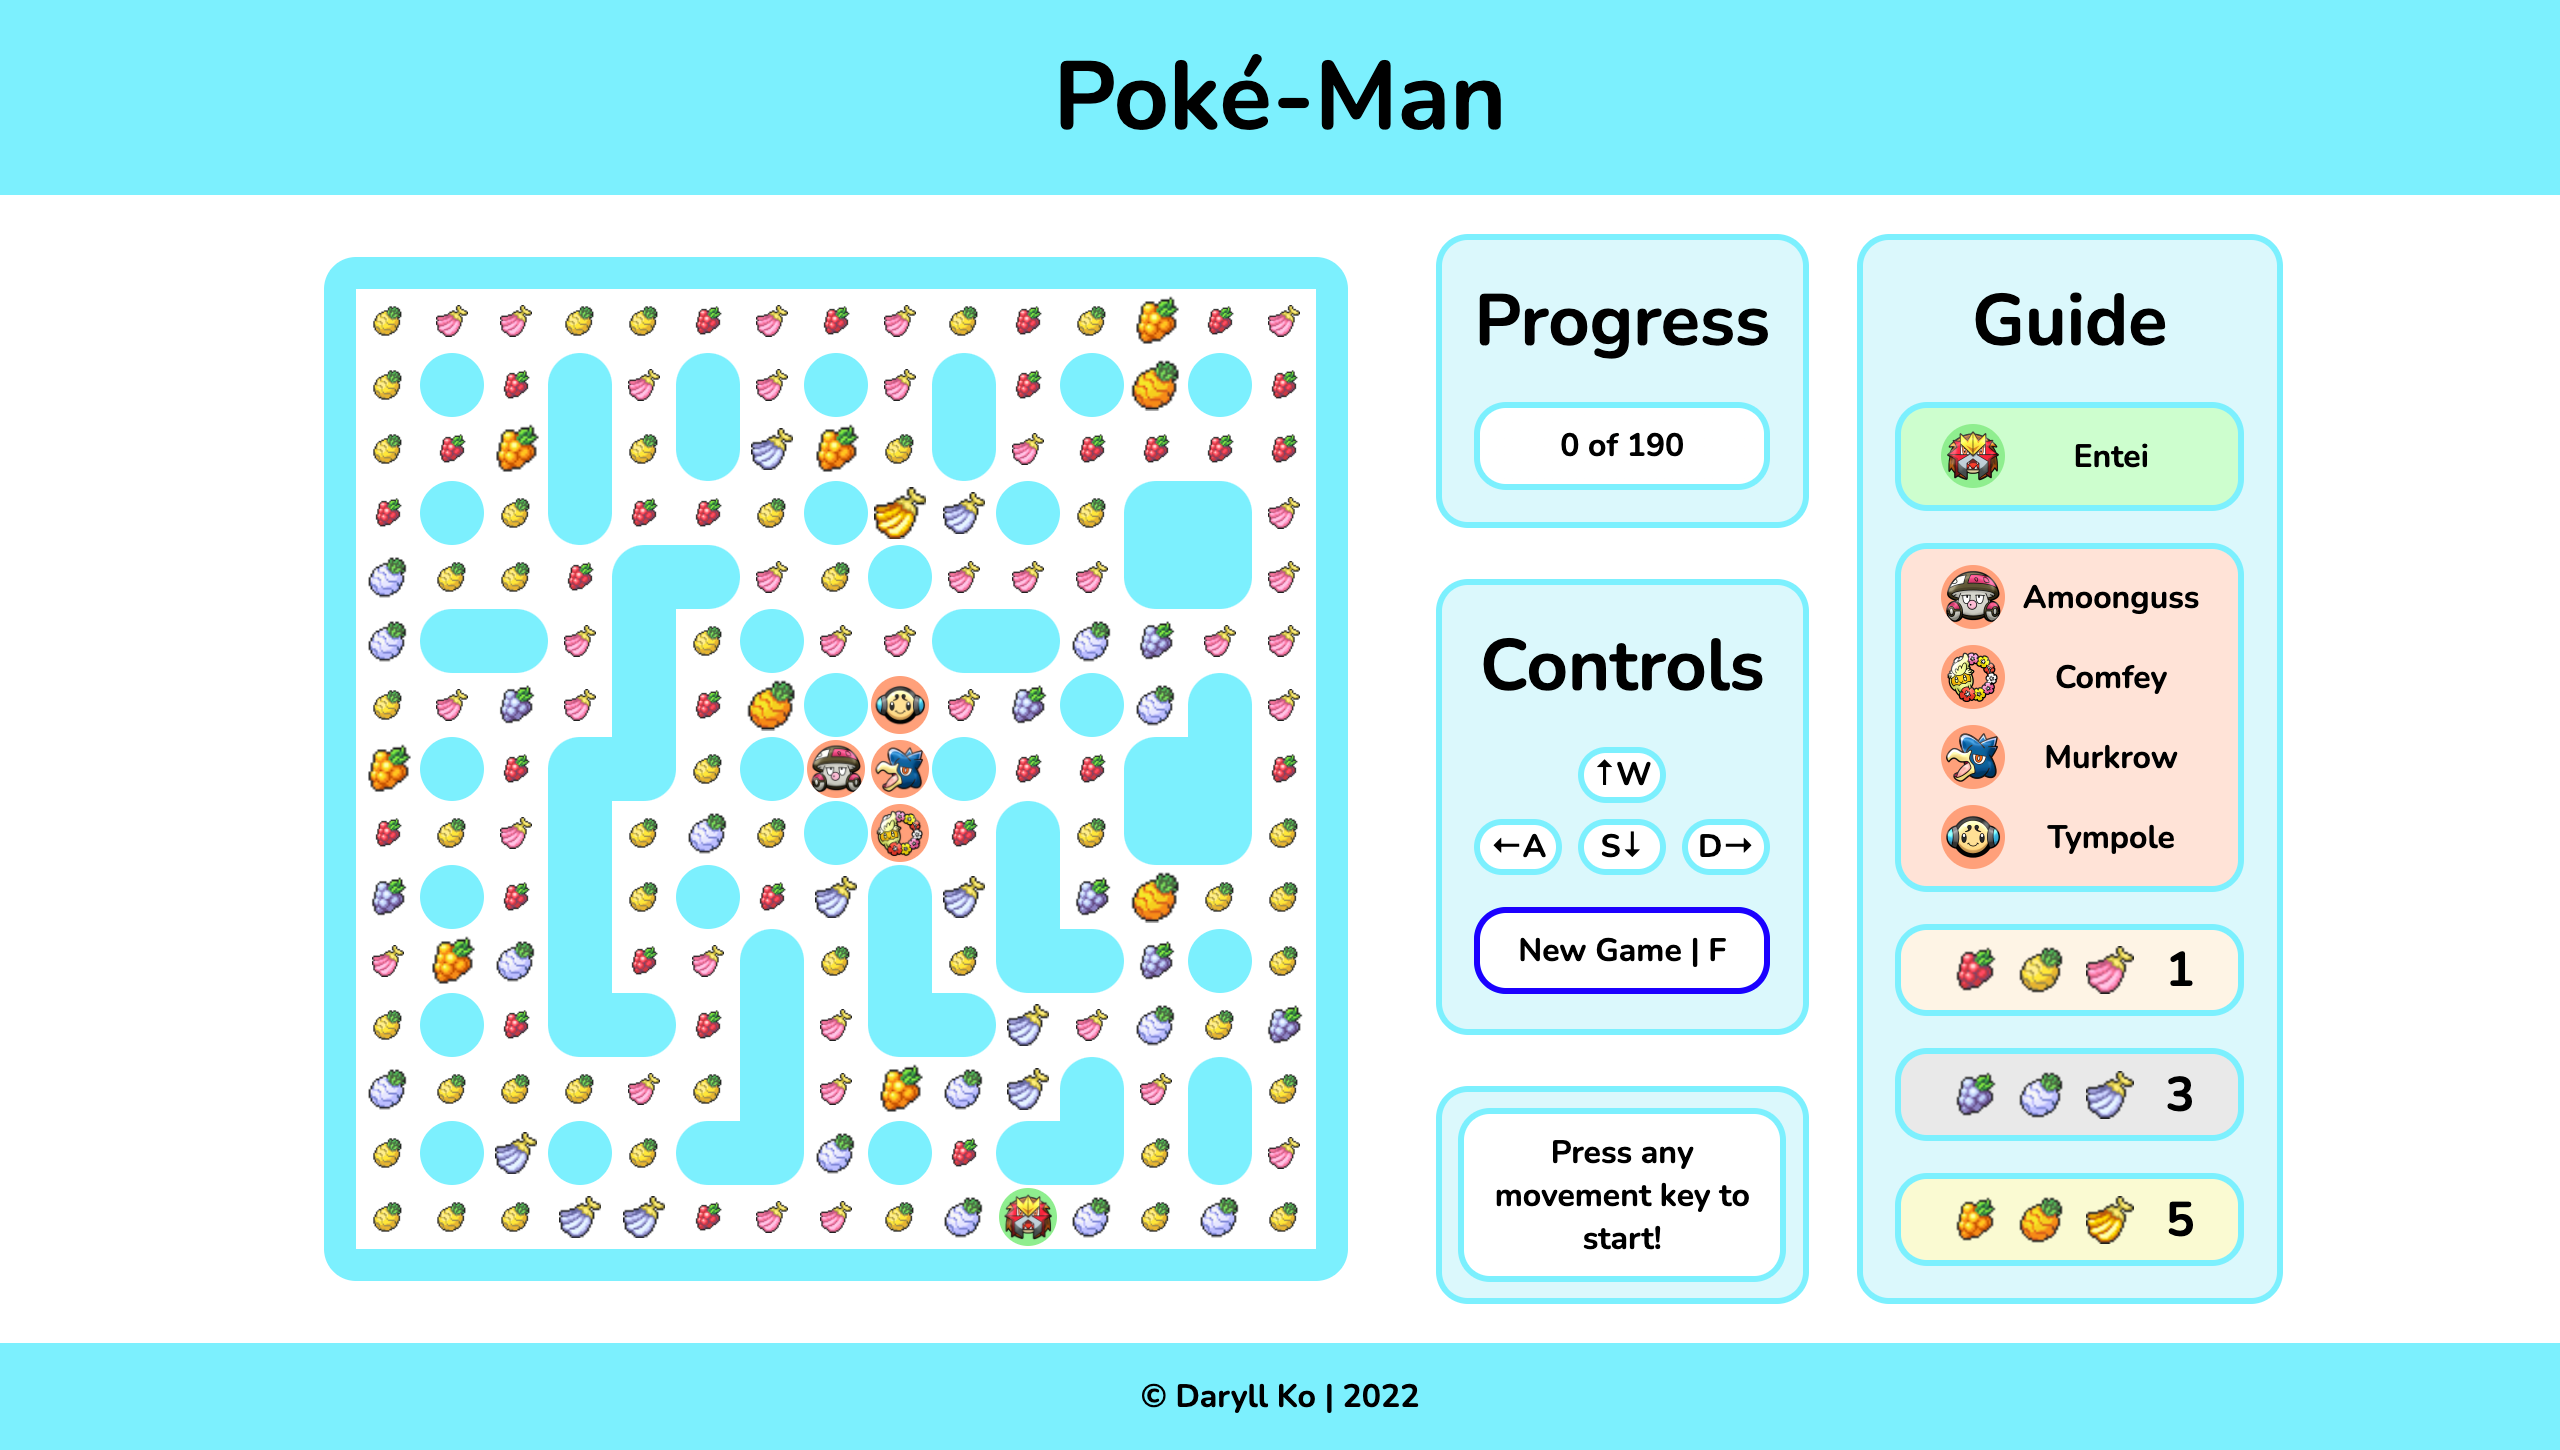 Poké-Man
Progress
0 of 190
Controls
↑W
←A
S↓
D→
New Game | F
Press any
movement key to
start!
Guide
Entei
Amoonguss
Comfey
Murkrow
Tympole
1
3
5
© Daryll Ko | 2022